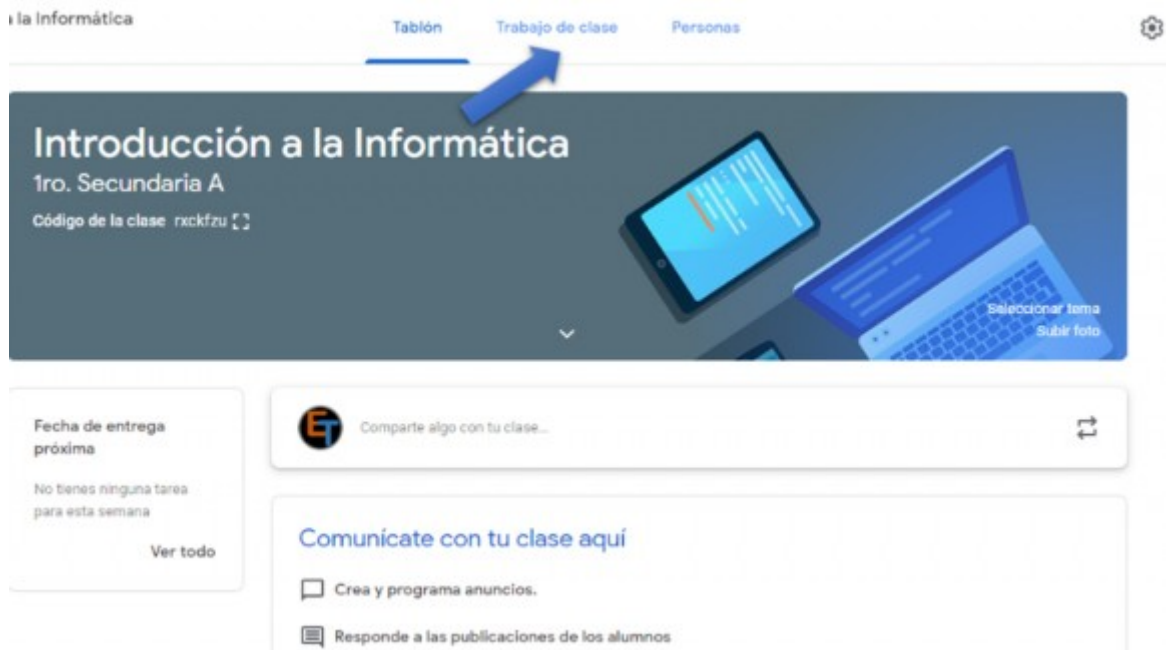 a la Informática
Tablón Trabajo de clase Personas
Introducción a la Informática
1ro. Secundaria A
Código de la clase rxckfzu
Seleccionar tema
Subir foto
Fecha de entrega
próxima
No tienes ninguna tarea
para esta semana
Ver todo
ET
Comparte algo con tu clase...
Comunícate con tu clase aquí
Crea y programa anuncios.
Responde a las publicaciones de los alumnos